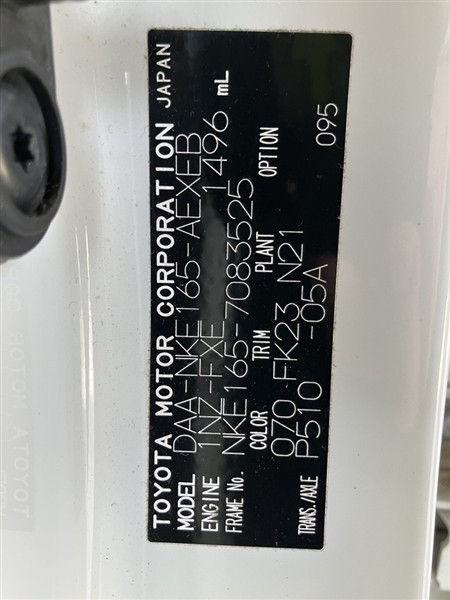 TOYOTA MOTOR CORPORATION JAPAN
MODEL DAA-NKE165-AEXEB
ENGINE 1NZ-FXE 1496 mL
FRAME No. NKE165-7083525
COLOR TRIM PLANT OPTION
070 FK23 N21
TRANS./AXLE P510 -05A 095